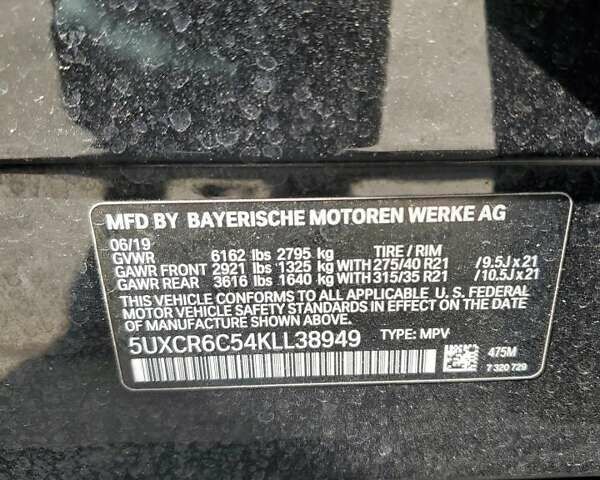 MFD BY BAYERISCHE MOTOREN WERKE AG
06/19
GVWR 6162 lbs 2795 kg TIRE / RIM
GAWR FRONT 2921 lbs 1325 kg WITH 275/40 R21 /9.5J x 21
GAWR REAR 3616 lbs 1640 kg WITH 315/35 R21 /10.5J x 21
THIS VEHICLE CONFORMS TO ALL APPLICABLE U. S. FEDERAL
MOTOR VEHICLE SAFETY STANDARDS IN EFFECT ON THE DATE
OF MANUFACTURE SHOWN ABOVE.
5UXCR6C54KLL38949 TYPE: MPV
475M
7 320 729